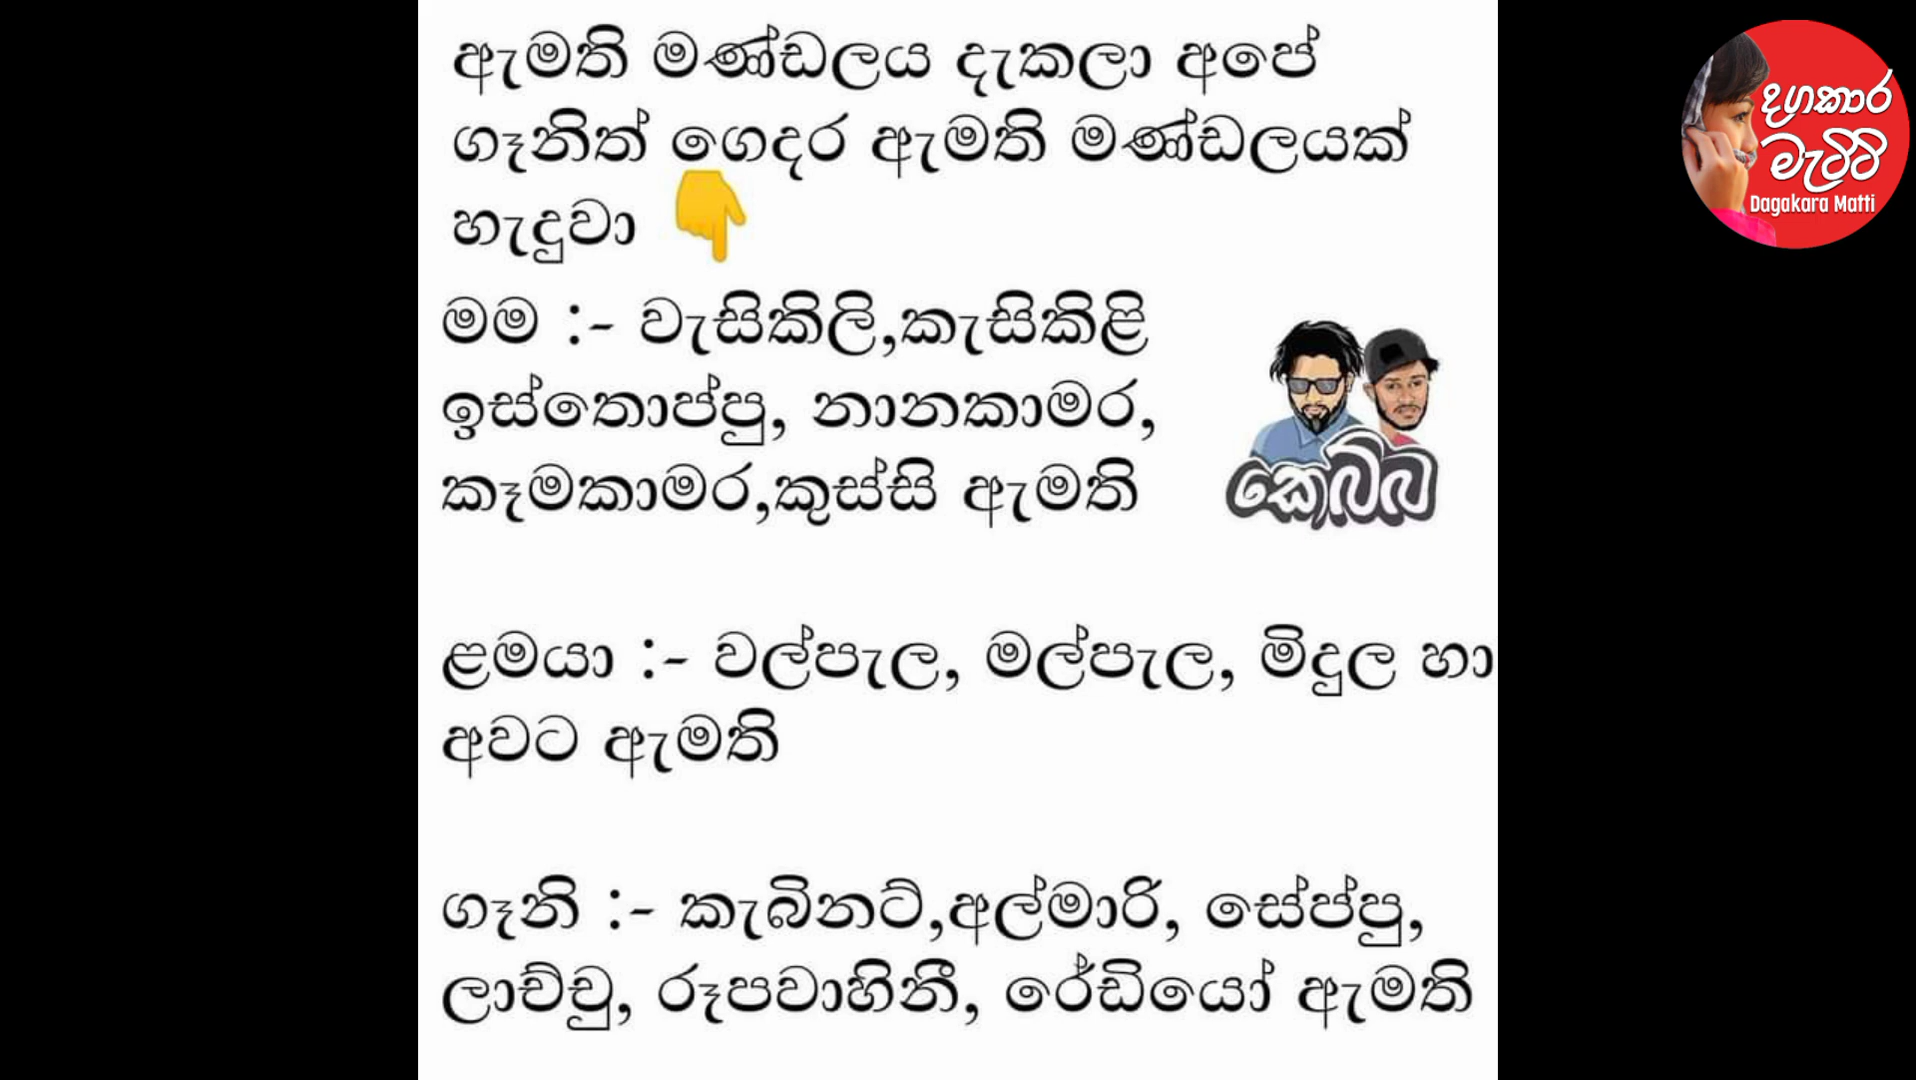 ඇමති මණ්ඩලය දැකලා අපේ
ගෑනිත් ගෙදර ඇමති මණ්ඩලයක්
හැදුවා 👇
මම :- වැසිකිලි,කැසිකිළි
ඉස්තොප්පු, නානකාමර,
කෑමකාමර,කුස්සි ඇමති
කෙබ්බ
ළමයා :- වල්පැල, මල්පැල, මිදුල හා
අවට ඇමති
ගෑනි :- කැබිනට්,අල්මාරි, සේප්පු,
ලාච්චු, රූපවාහිනී, රේඩියෝ ඇමති
දගකාර
මැට්ටි
Dagakara Matti